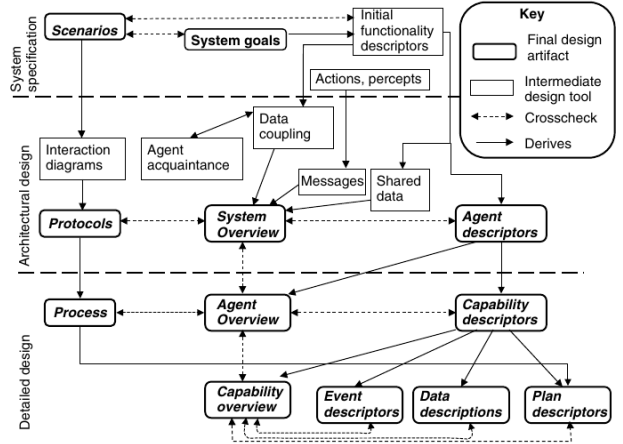 System
specification
Scenarios
System goals
Initial
functionality
descriptors
Actions, percepts
Key
Final design
artifact
Intermediate
design tool
Crosscheck
Derives
Architectural design
Interaction
diagrams
Agent
acquaintance
Data
coupling
Messages
Shared
data
Protocols
System
Overview
Agent
descriptors
Detailed design
Process
Agent
Overview
Capability
descriptors
Capability
overview
Event
descriptors
Data
descriptions
Plan
descriptors